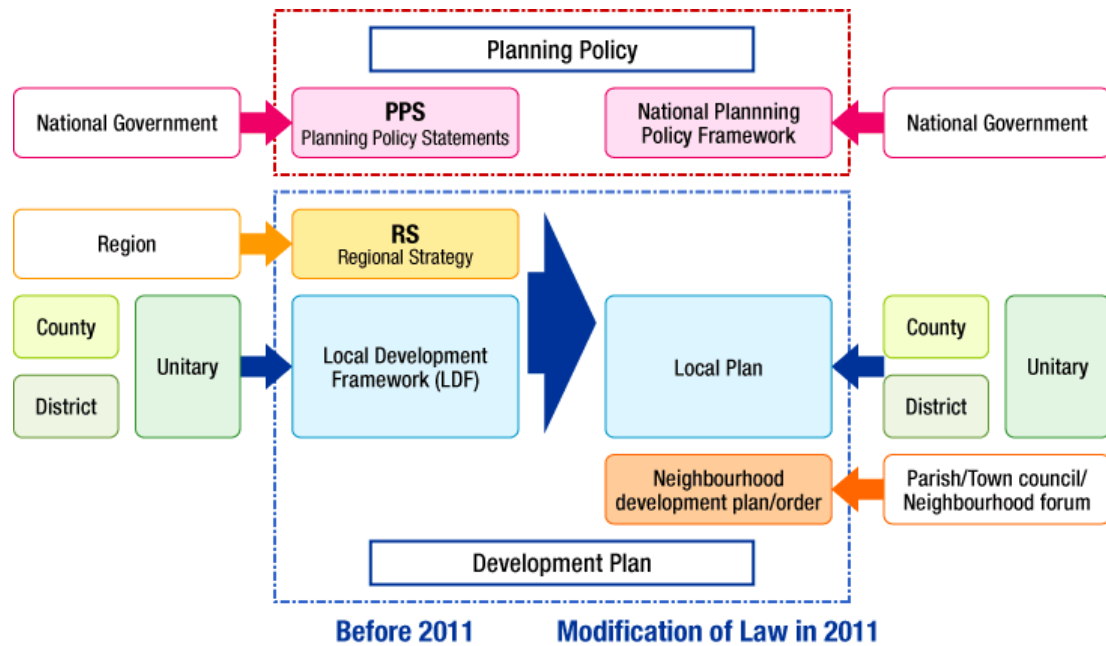 Planning Policy
National Government
PPS
Planning Policy Statements
National Plannning
Policy Framework
National Government
Region
RS
Regional Strategy
County
District
Unitary
Local Development
Framework (LDF)
Local Plan
County
District
Unitary
Neighbourhood
development plan/order
Parish/Town council/
Neighbourhood forum
Development Plan
Before 2011
Modification of Law in 2011